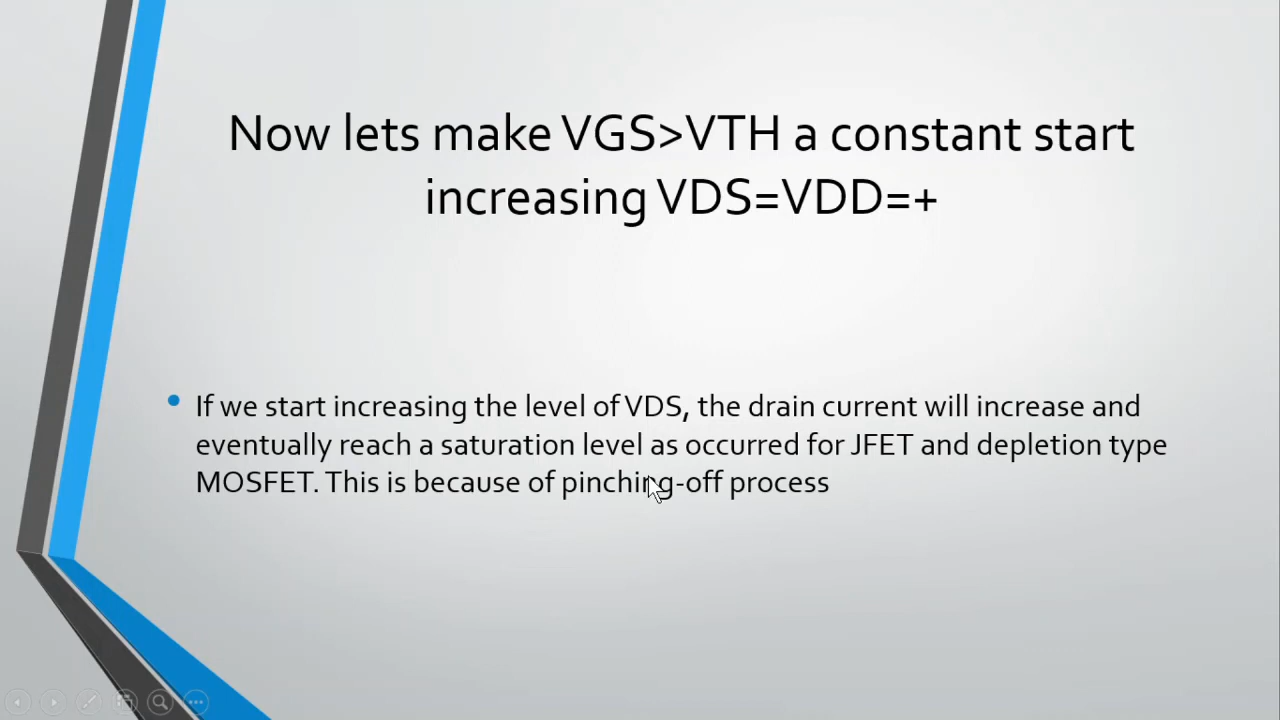 Now lets make VGS>VTH a constant start
increasing VDS=VDD=+
If we start increasing the level of VDS, the drain current will increase and
eventually reach a saturation level as occurred for JFET and depletion type
MOSFET. This is because of pinching-off process